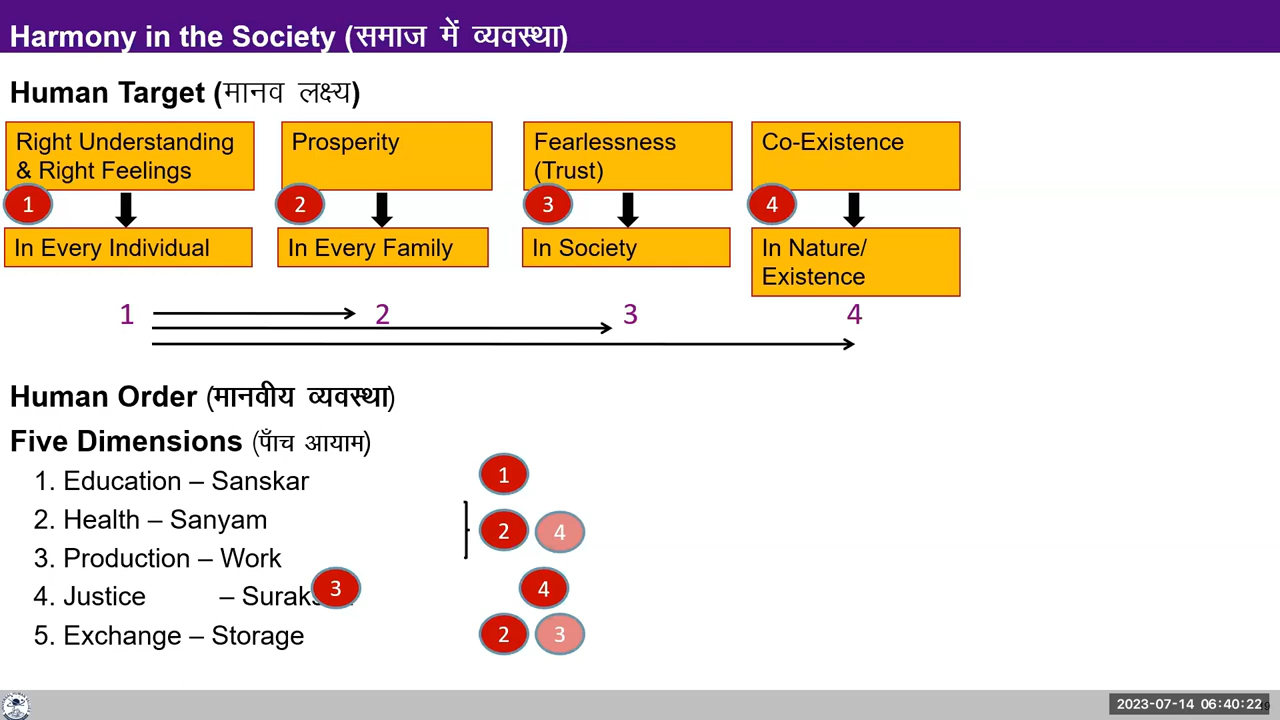 Harmony in the Society (समाज में व्यवस्था)
Human Target (मानव लक्ष्य)
Right Understanding
& Right Feelings
Prosperity
Fearlessness
(Trust)
Co-Existence
1
2
3
4
In Every Individual
In Every Family
In Society
In Nature/
Existence
1
2
3
4
Human Order (मानवीय व्यवस्था)
Five Dimensions (पाँच आयाम)
1. Education – Sanskar
1
2. Health – Sanyam
2
4
3. Production – Work
4. Justice – Suraks
3
4
5. Exchange – Storage
2
3
2023-07-14 06:40:22